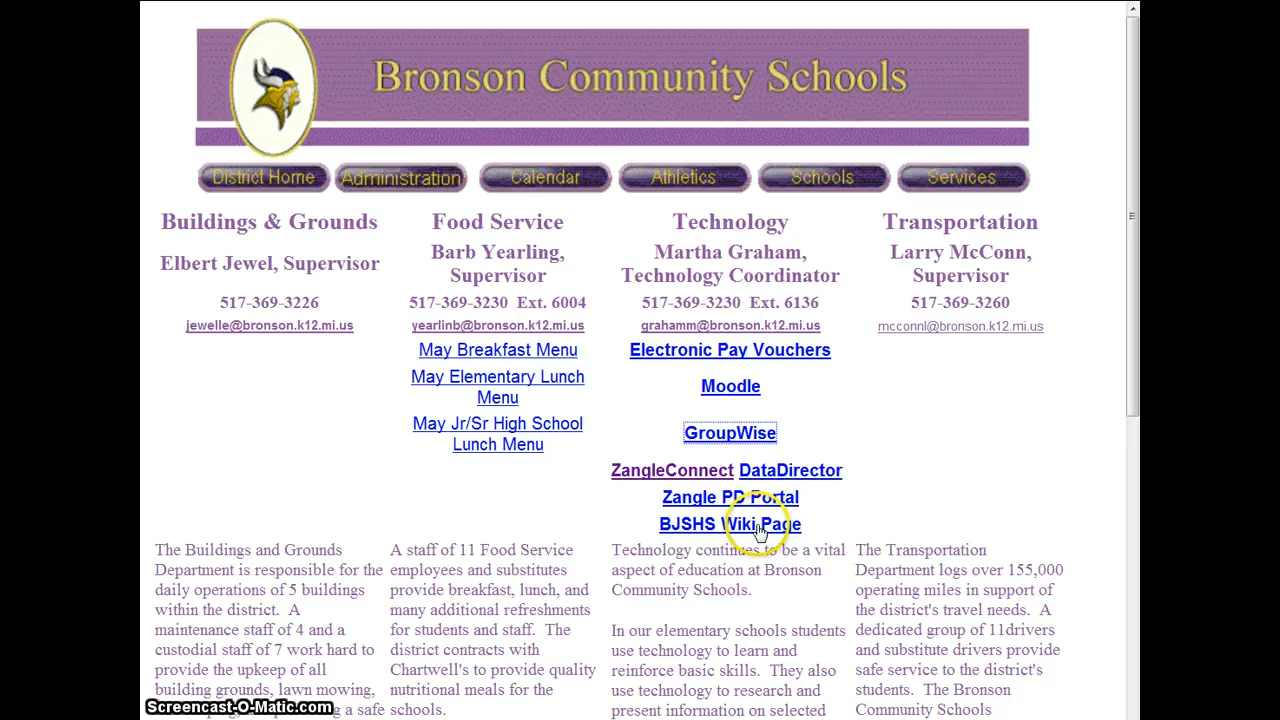 Bronson Community Schools
District Home
Administration
Calendar
Athletics
Schools
Services
Buildings & Grounds
Elbert Jewel, Supervisor
517-369-3226
jewelle@bronson.k12.mi.us
Food Service
Barb Yearling,
Supervisor
517-369-3230 Ext. 6004
yearlinb@bronson.k12.mi.us
May Breakfast Menu
May Elementary Lunch
Menu
May Jr/Sr High School
Lunch Menu
Technology
Martha Graham,
Technology Coordinator
517-369-3230 Ext. 6136
grahamm@bronson.k12.mi.us
Electronic Pay Vouchers
Moodle
GroupWise
ZangleConnect DataDirector
Zangle PD Portal
BJSHS Wiki Page
Transportation
Larry McConn,
Supervisor
517-369-3260
mcconnl@bronson.k12.mi.us
The Buildings and Grounds
Department is responsible for the
daily operations of 5 buildings
within the district. A
maintenance staff of 4 and a
custodial staff of 7 work hard to
provide the upkeep of all
building grounds, lawn mowing,
a safe
A staff of 11 Food Service
employees and substitutes
provide breakfast, lunch, and
many additional refreshments
for students and staff. The
district contracts with
Chartwell's to provide quality
nutritional meals for the
schools.
Technology continues to be a vital
aspect of education at Bronson
Community Schools.
In our elementary schools students
use technology to learn and
reinforce basic skills. They also
use technology to research and
present information on selected
The Transportation
Department logs over 155,000
operating miles in support of
the district's travel needs. A
dedicated group of 11drivers
and substitute drivers provide
safe service to the district's
students. The Bronson
Community Schools
Screencast-O-Matic.com